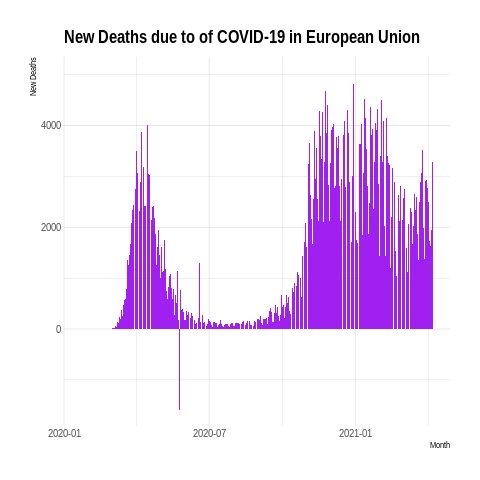 New Deaths due to of COVID-19 in European Union
New Deaths
4000
2000
0
2020-01
2020-07
2021-01
Month